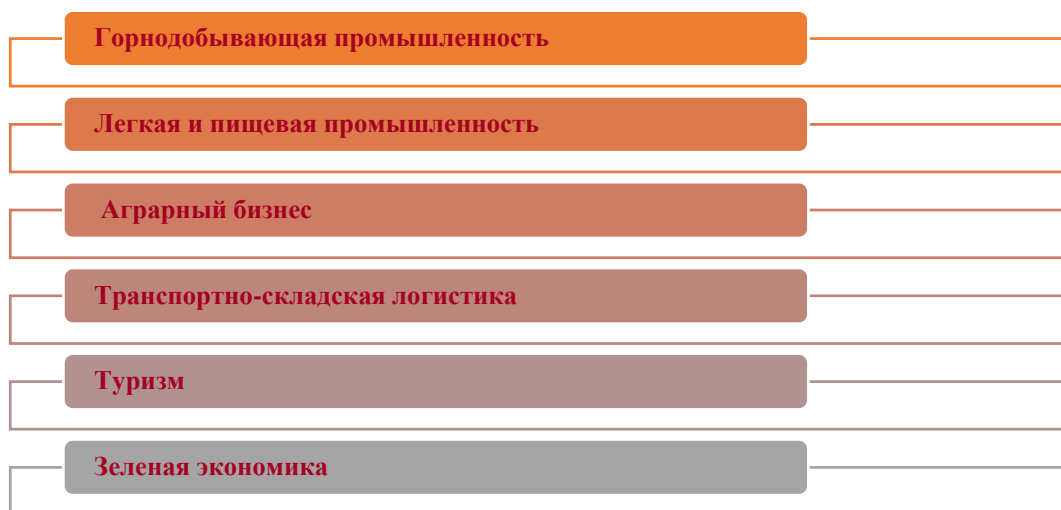 Горнодобывающая промышленность
Легкая и пищевая промышленность
Аграрный бизнес
Транспортно-складская логистика
Туризм
Зеленая экономика